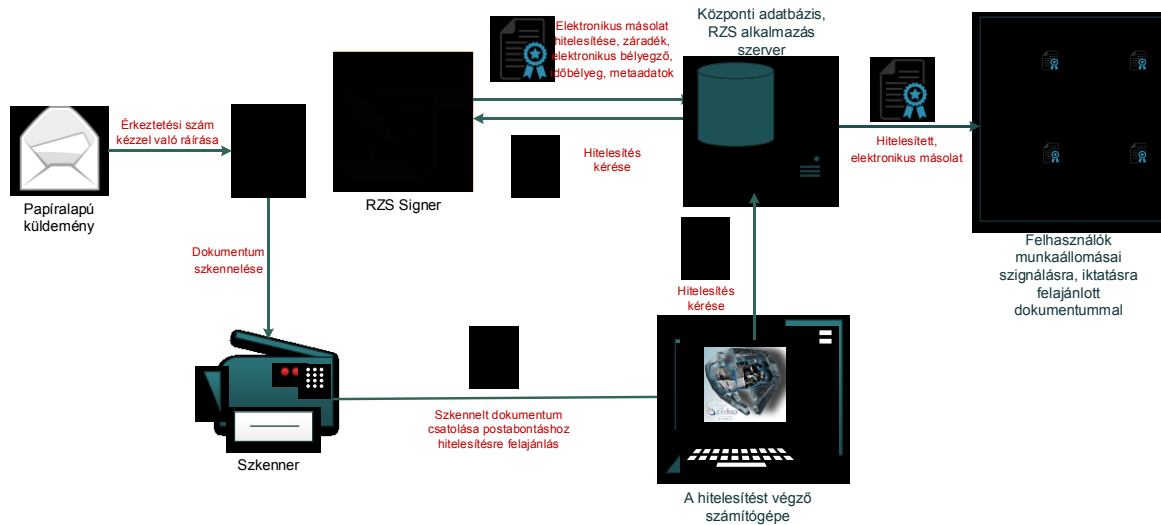 Központi adatbázis,
RZS alkalmazás
szerver
Elektronikus másolat
hitelesítése, záradék,
elektronikus bélyegző,
időbélyeg, metaadatok
Érkeztetési szám
kézzel való ráírása
Hitelesítés
kérése
Hitelesített,
elektronikus másolat
Papíralapú
küldemény
RZS Signer
Felhasználók
munkaállomásai
szignálásra, iktatásra
felajánlott
dokumentummal
Dokumentum
szkennelése
Hitelesítés
kérése
Szkennelt dokumentum
csatolása postabontáshoz
hitelesítésre felajánlás
Szkenner
A hitelesítést végző
számítógépe